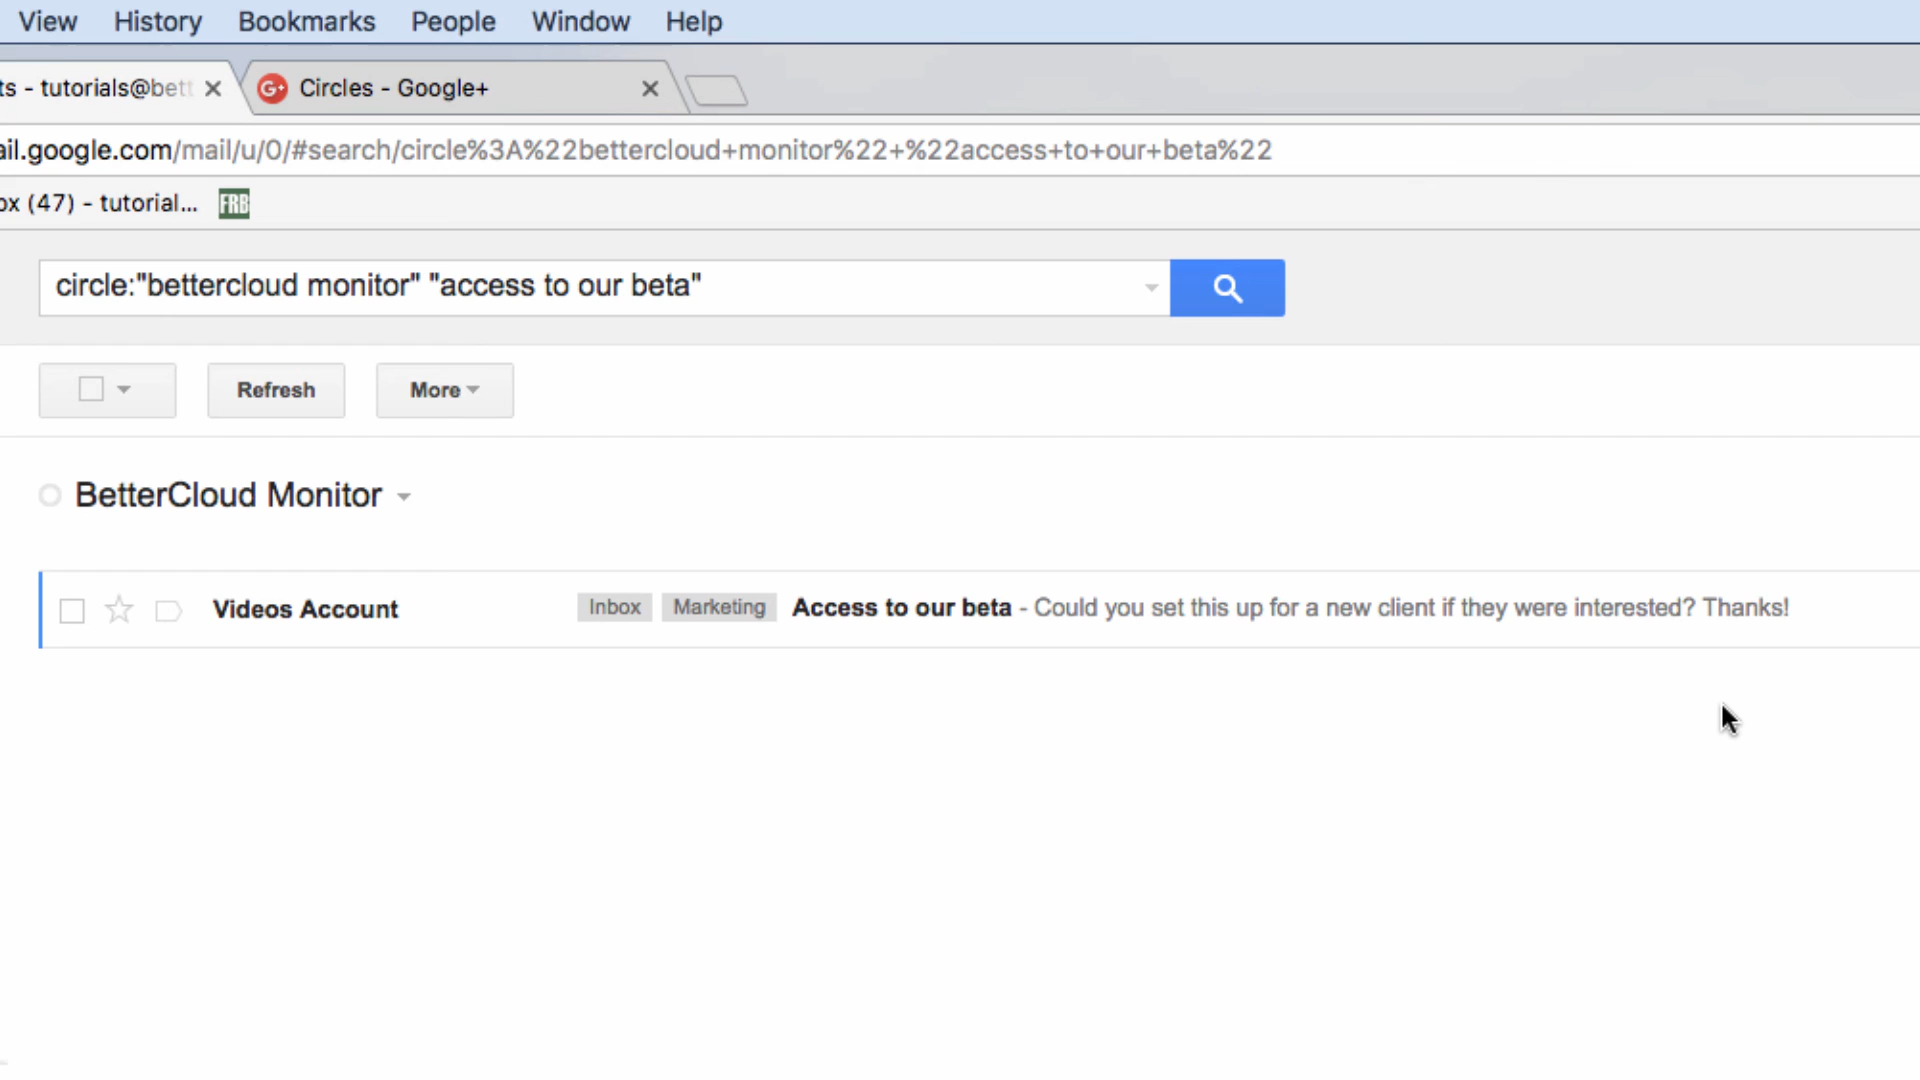 View History Bookmarks People Window Help
ts - tutorials@bett Circles - Google+
ail.google.com/mail/u/0/#search/circle%3A%22bettercloud+monitor%22+%22access+to+our+beta%22
ox (47) - tutorial... FRB
circle:"bettercloud monitor" "access to our beta"
Refresh More
BetterCloud Monitor
Videos Account Inbox Marketing Access to our beta - Could you set this up for a new client if they were interested? Thanks!